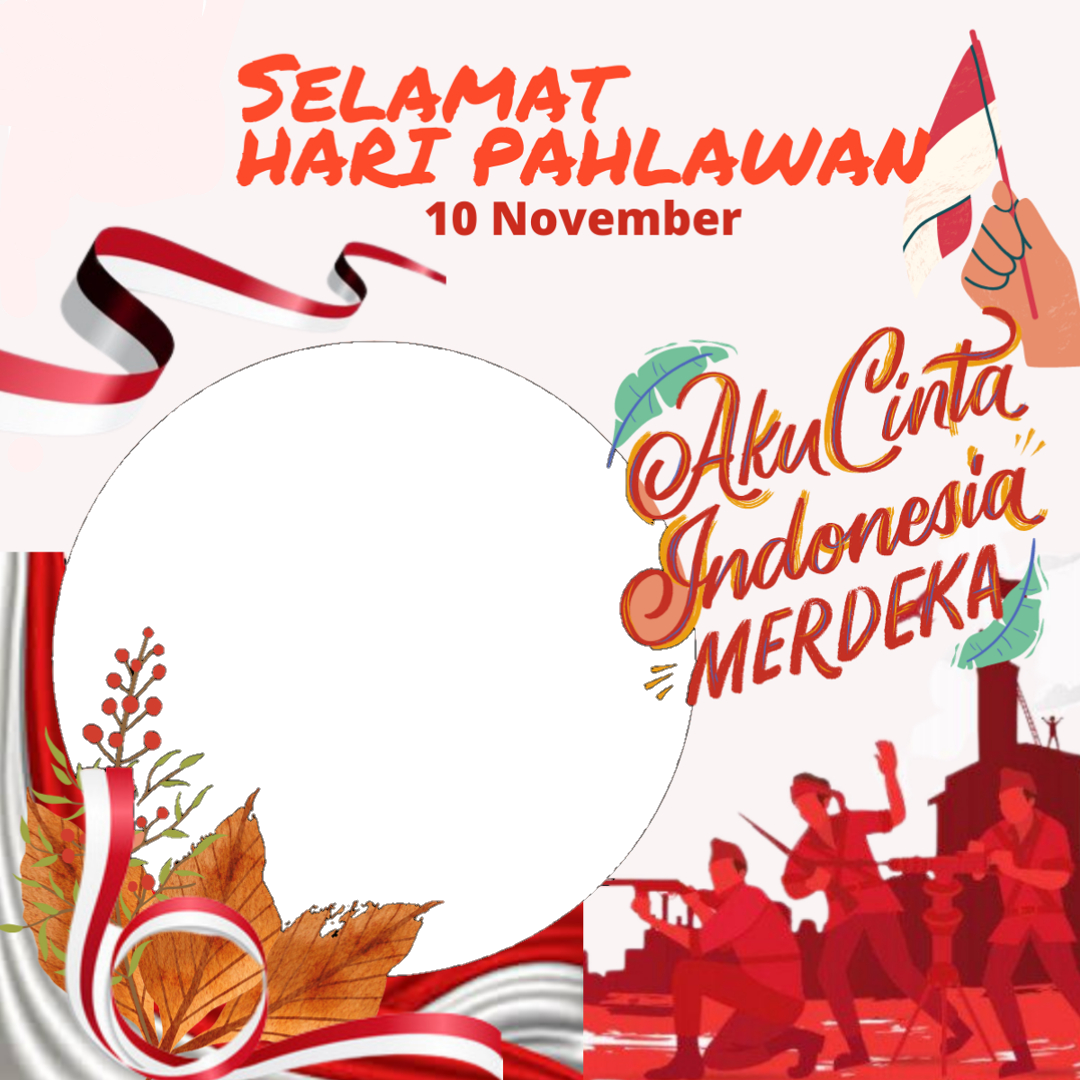 SELAMAT
HARI PAHLAWAN
10 November
Aku Cinta
Indonesia
MERDEKA